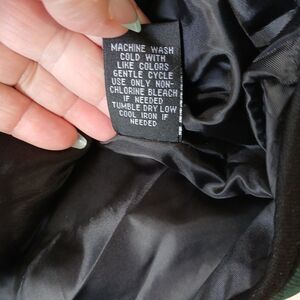 MACHINE WASH
COLD WITH
LIKE COLORS
GENTLE CYCLE
USE ONLY NON-
CHLORINE BLEACH
IF NEEDED
TUMBLE DRY LOW
COOL IRON IF
NEEDED